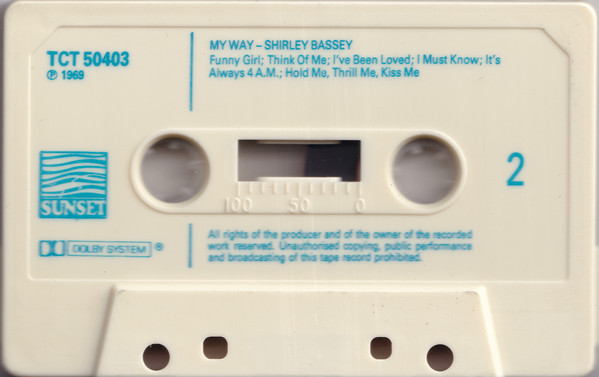 TCT 50403
℗ 1969
MY WAY – SHIRLEY BASSEY
Funny Girl; Think Of Me; I've Been Loved; I Must Know; It's
Always 4 A.M.; Hold Me, Thrill Me, Kiss Me
2
100 50 0
SUNSET
DOLBY SYSTEM ®
All rights of the producer and of the owner of the recorded
work reserved. Unauthorised copying, public performance
and broadcasting of this tape record prohibited.